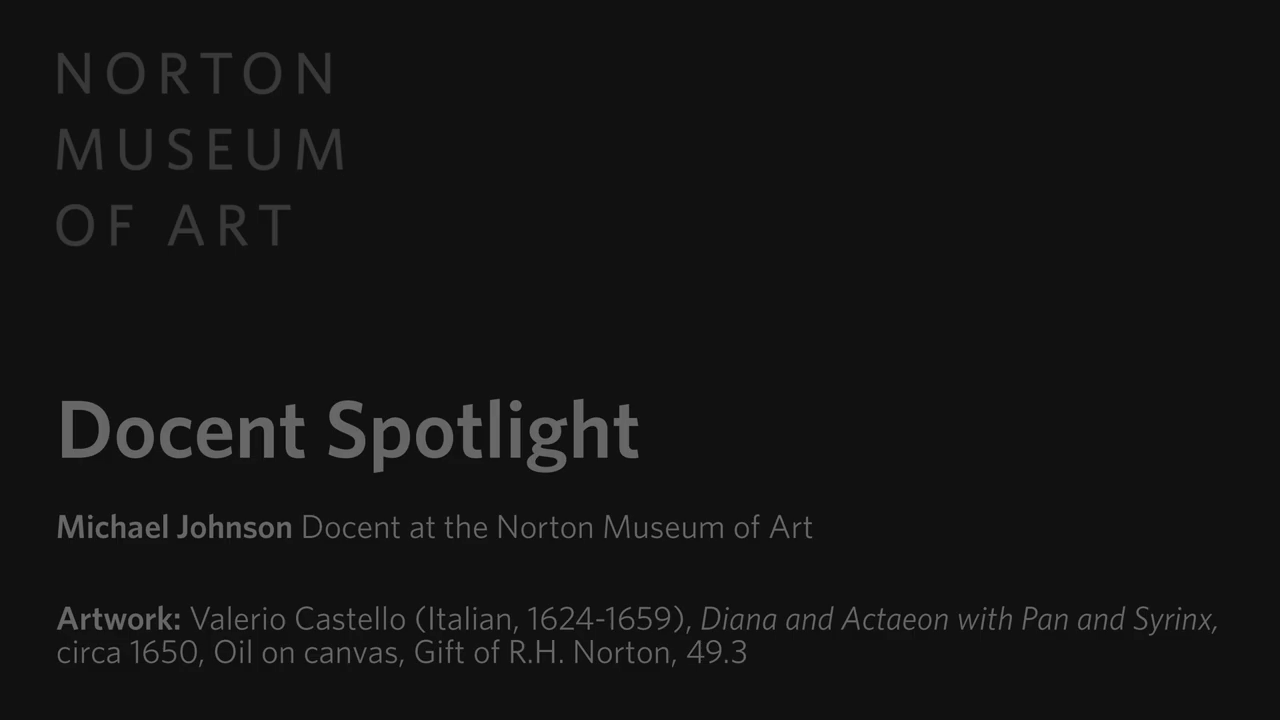 NORTON
MUSEUM
OF ART
Docent Spotlight
Michael Johnson Docent at the Norton Museum of Art
Artwork: Valerio Castello (Italian, 1624-1659), Diana and Actaeon with Pan and Syrinx,
circa 1650, Oil on canvas, Gift of R.H. Norton, 49.3